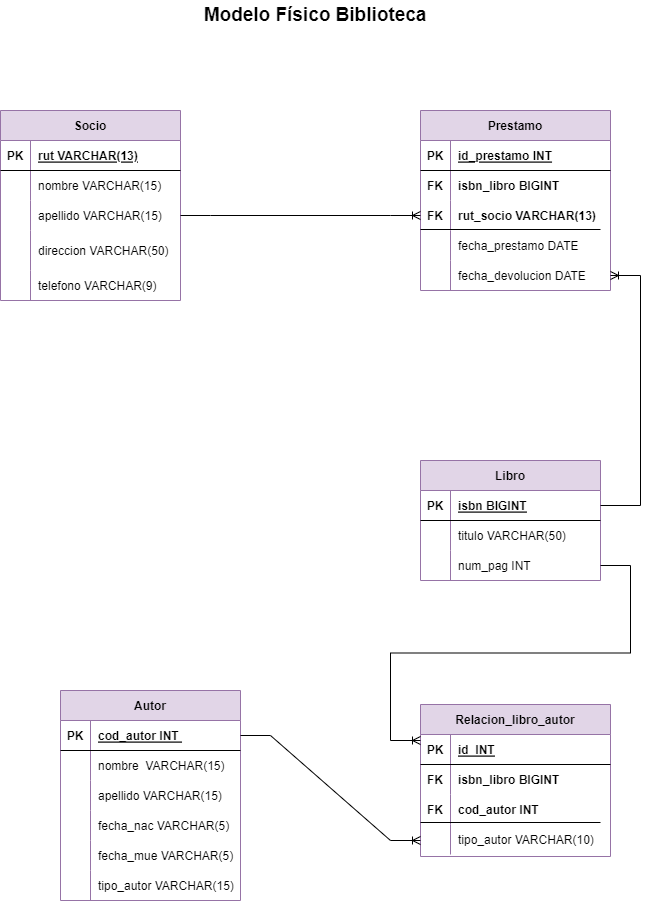 Modelo Físico Biblioteca
Socio
PK rut VARCHAR(13)
nombre VARCHAR(15)
apellido VARCHAR(15)
direccion VARCHAR(50)
telefono VARCHAR(9)
Prestamo
PK id_prestamo INT
FK isbn_libro BIGINT
FK rut_socio VARCHAR(13)
fecha_prestamo DATE
fecha_devolucion DATE
Libro
PK isbn BIGINT
titulo VARCHAR(50)
num_pag INT
Autor
PK cod_autor INT
nombre VARCHAR(15)
apellido VARCHAR(15)
fecha_nac VARCHAR(5)
fecha_mue VARCHAR(5)
tipo_autor VARCHAR(15)
Relacion_libro_autor
PK id INT
FK isbn_libro BIGINT
FK cod_autor INT
tipo_autor VARCHAR(10)